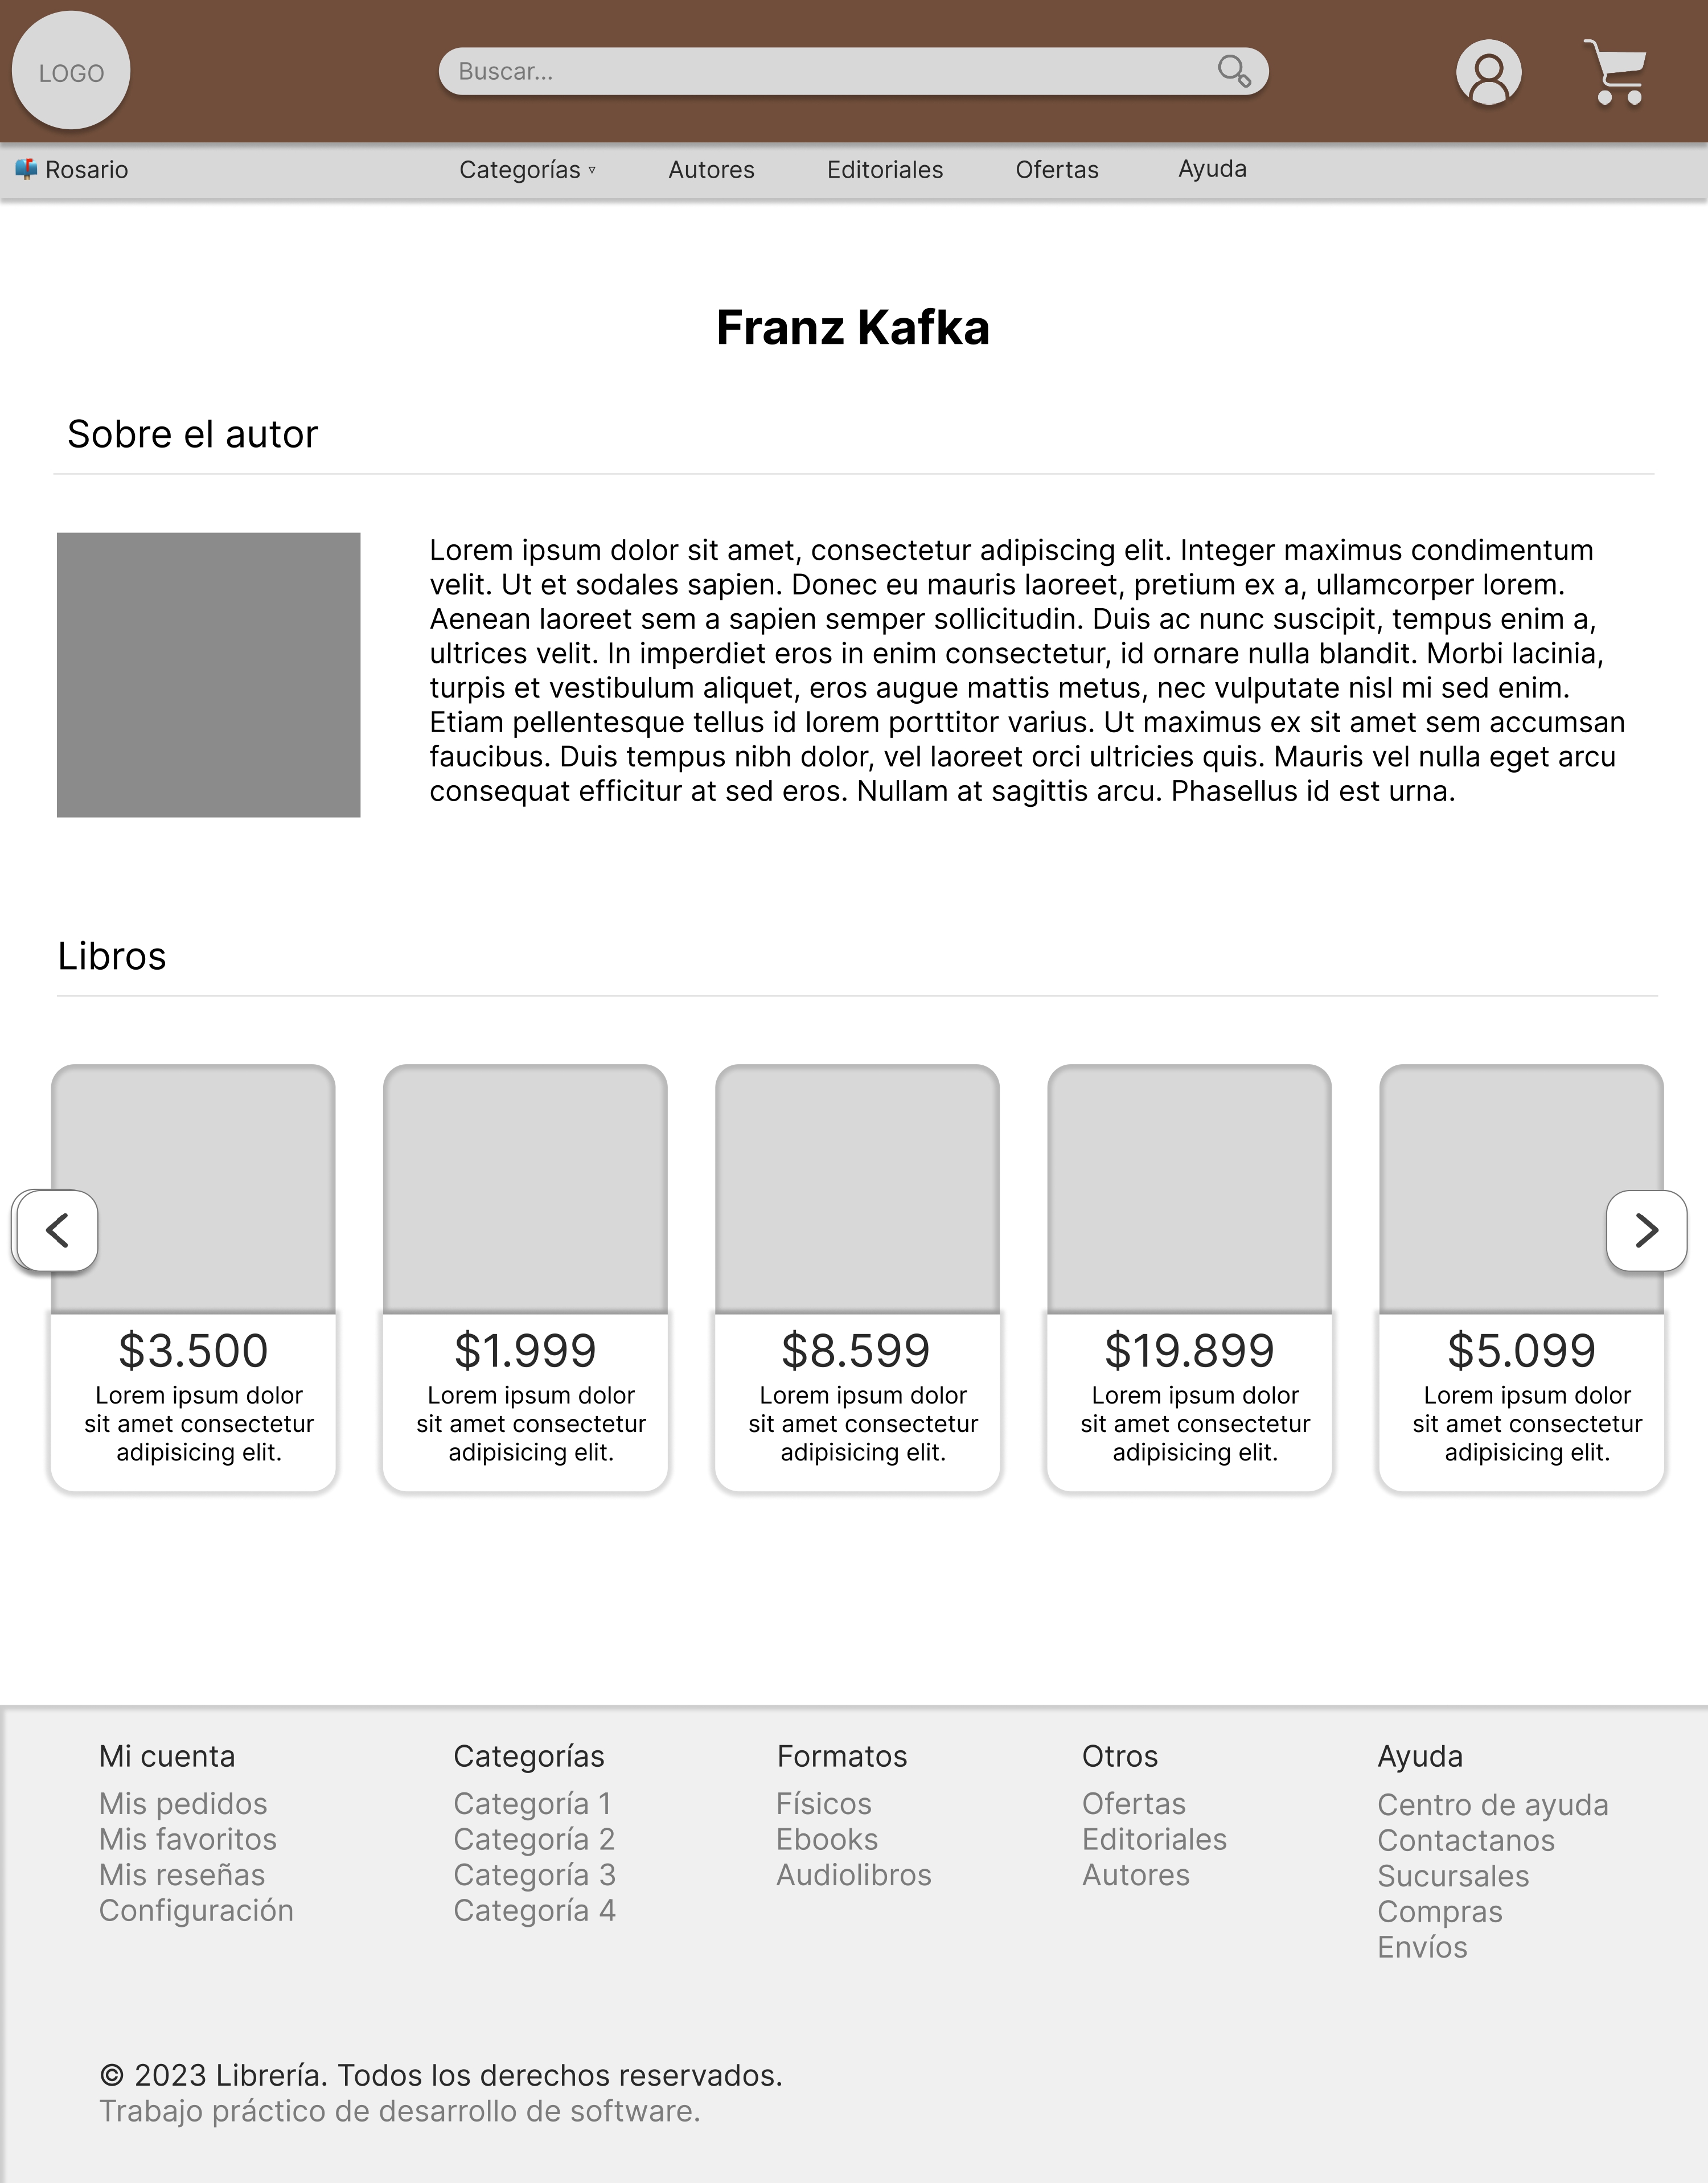 LOGO
Buscar...
Rosario
Categorías ▿
Autores
Editoriales
Ofertas
Ayuda
Franz Kafka
Sobre el autor
Lorem ipsum dolor sit amet, consectetur adipiscing elit. Integer maximus condimentum
velit. Ut et sodales sapien. Donec eu mauris laoreet, pretium ex a, ullamcorper lorem.
Aenean laoreet sem a sapien semper sollicitudin. Duis ac nunc suscipit, tempus enim a,
ultrices velit. In imperdiet eros in enim consectetur, id ornare nulla blandit. Morbi lacinia,
turpis et vestibulum aliquet, eros augue mattis metus, nec vulputate nisl mi sed enim.
Etiam pellentesque tellus id lorem porttitor varius. Ut maximus ex sit amet sem accumsan
faucibus. Duis tempus nibh dolor, vel laoreet orci ultricies quis. Mauris vel nulla eget arcu
consequat efficitur at sed eros. Nullam at sagittis arcu. Phasellus id est urna.
Libros
$3.500
Lorem ipsum dolor
sit amet consectetur
adipisicing elit.
$1.999
Lorem ipsum dolor
sit amet consectetur
adipisicing elit.
$8.599
Lorem ipsum dolor
sit amet consectetur
adipisicing elit.
$19.899
Lorem ipsum dolor
sit amet consectetur
adipisicing elit.
$5.099
Lorem ipsum dolor
sit amet consectetur
adipisicing elit.
Mi cuenta
Mis pedidos
Mis favoritos
Mis reseñas
Configuración
Categorías
Categoría 1
Categoría 2
Categoría 3
Categoría 4
Formatos
Físicos
Ebooks
Audiolibros
Otros
Ofertas
Editoriales
Autores
Ayuda
Centro de ayuda
Contactanos
Sucursales
Compras
Envíos
© 2023 Librería. Todos los derechos reservados.
Trabajo práctico de desarrollo de software.